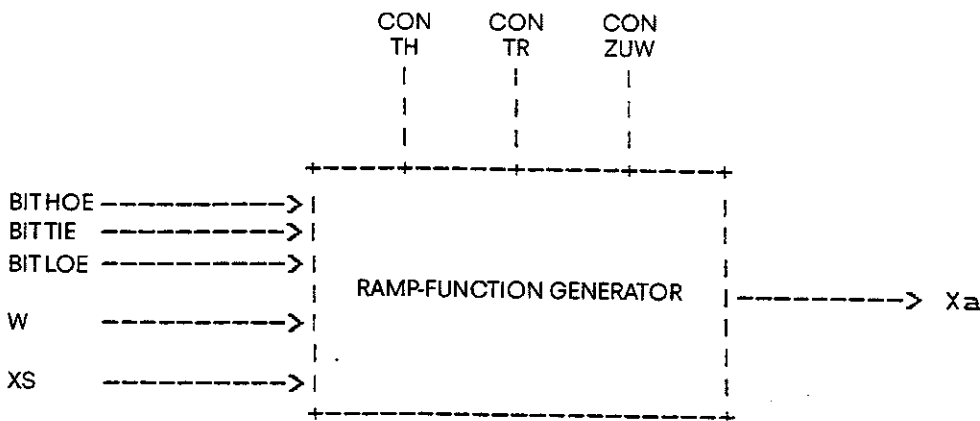 CON CON CON
TH TR ZUW
BITHOE
BITTIE
BITLOE
RAMP-FUNCTION GENERATOR
Xa
W
XS